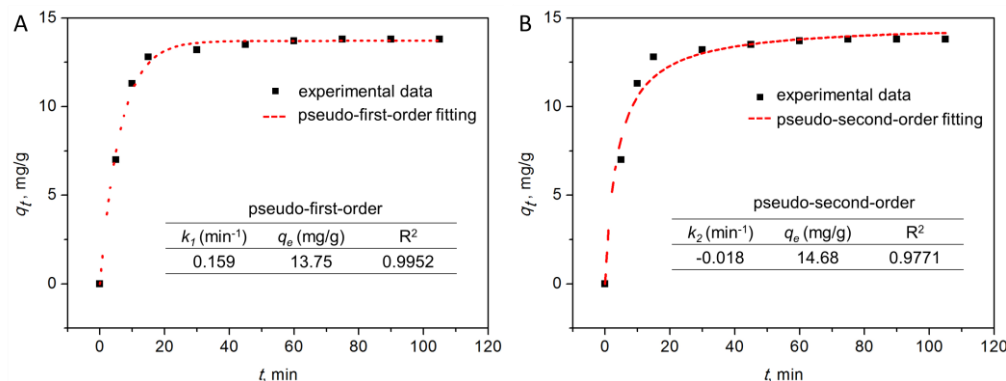 A
15
10
5
0
q_t, mg/g
experimental data
pseudo-first-order fitting
pseudo-first-order
k_1 (min⁻¹) q_e (mg/g) R²
0.159 13.75 0.9952
0 20 40 60 80 100 120
t, min
B
15
10
5
0
q_t, mg/g
experimental data
pseudo-second-order fitting
pseudo-second-order
k_2 (min⁻¹) q_e (mg/g) R²
-0.018 14.68 0.9771
0 20 40 60 80 100 120
t, min